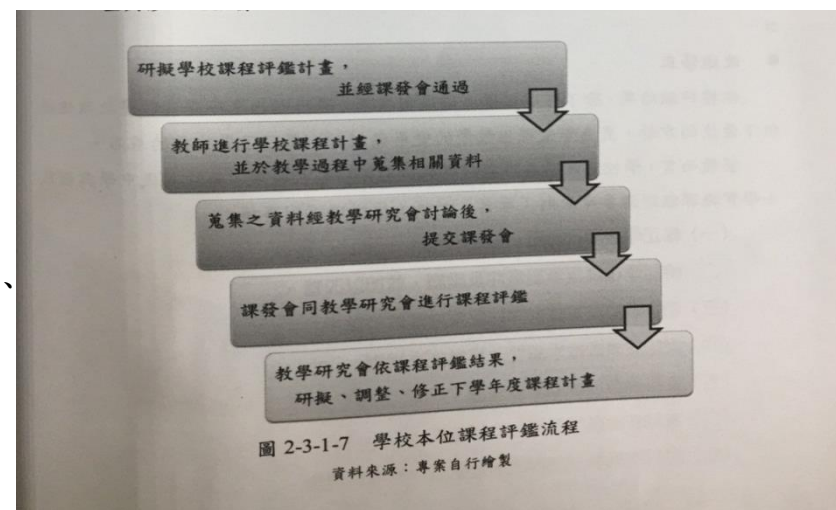 研擬學校課程評鑑計畫，
並經課發會通過
教師進行學校課程計畫，
並於教學過程中蒐集相關資料
蒐集之資料經教學研究會討論後，
提交課發會
、
課發會同教學研究會進行課程評鑑
教學研究會依課程評鑑結果，
研擬、調整、修正下學年度課程計畫
圖 2-3-1-7 學校本位課程評鑑流程
資料來源：專案自行繪製